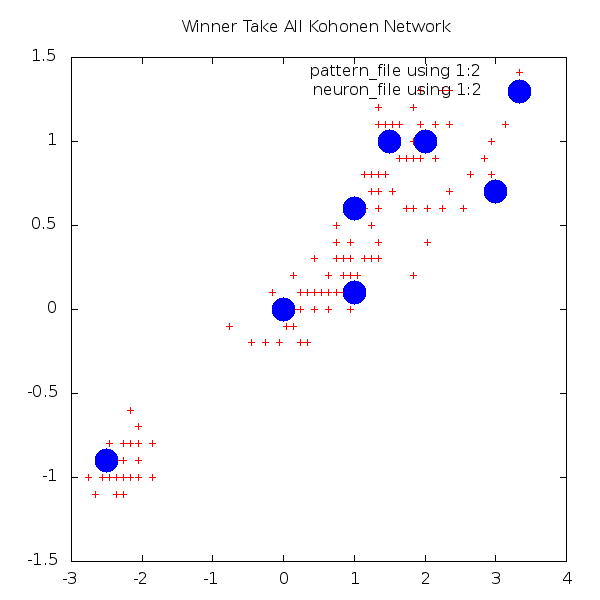 Winner Take All Kohonen Network
1.5
pattern_file using 1:2
neuron_file using 1:2
1
0.5
0
-0.5
-1
-1.5
-3 -2 -1 0 1 2 3 4